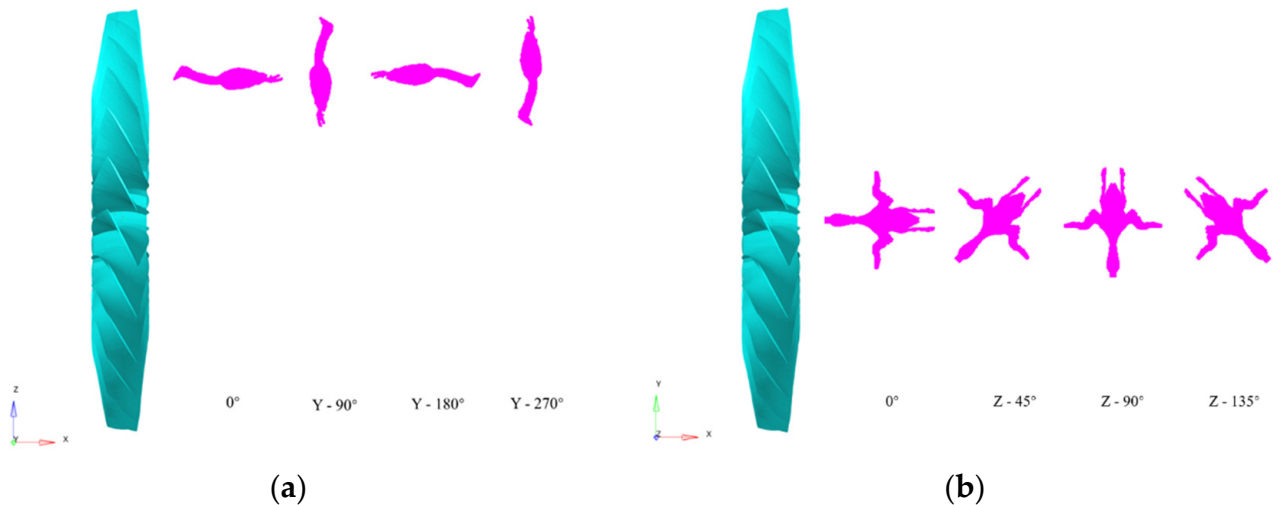 Z
Y
X
0°
Y - 90°
Y - 180°
Y - 270°
(a)
Y
Z
X
0°
Z - 45°
Z - 90°
Z - 135°
(b)